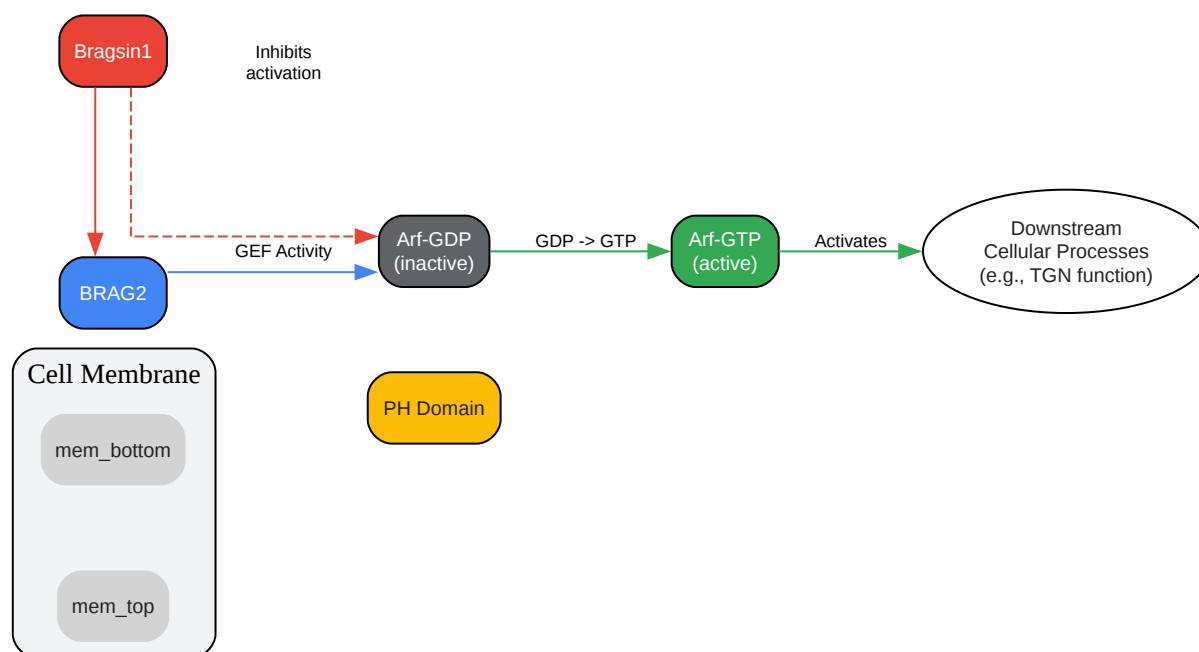 Bragsin1
Inhibits
activation
GEF Activity
BRAG2
Arf-GDP
(inactive)
GDP -> GTP
Arf-GTP
(active)
Activates
Downstream
Cellular Processes
(e.g., TGN function)
Cell Membrane
mem_bottom
mem_top
PH Domain